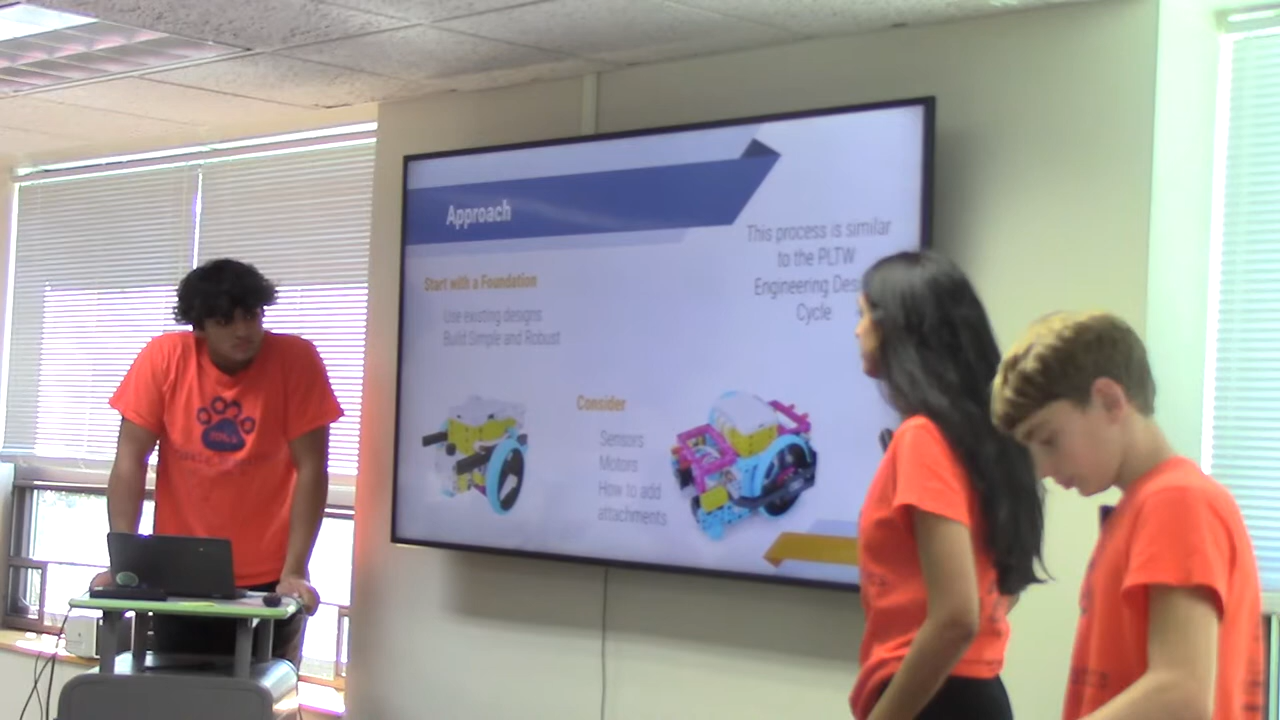 Approach
This process is similar
to the PLTW
Engineering
Cycle
Start with a Foundation
Use existing designs
Build Simple and Robust
Consider
Sensors
Motors
How to add
attachments